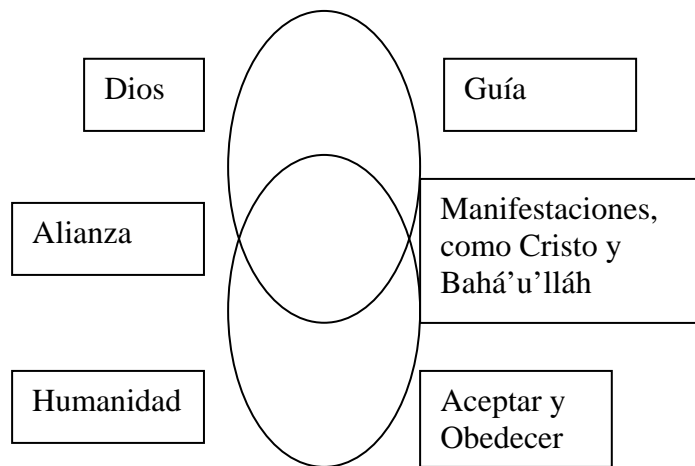 Dios
Guía
Alianza
Manifestaciones,
como Cristo y
Bahá’u’lláh
Humanidad
Aceptar y
Obedecer